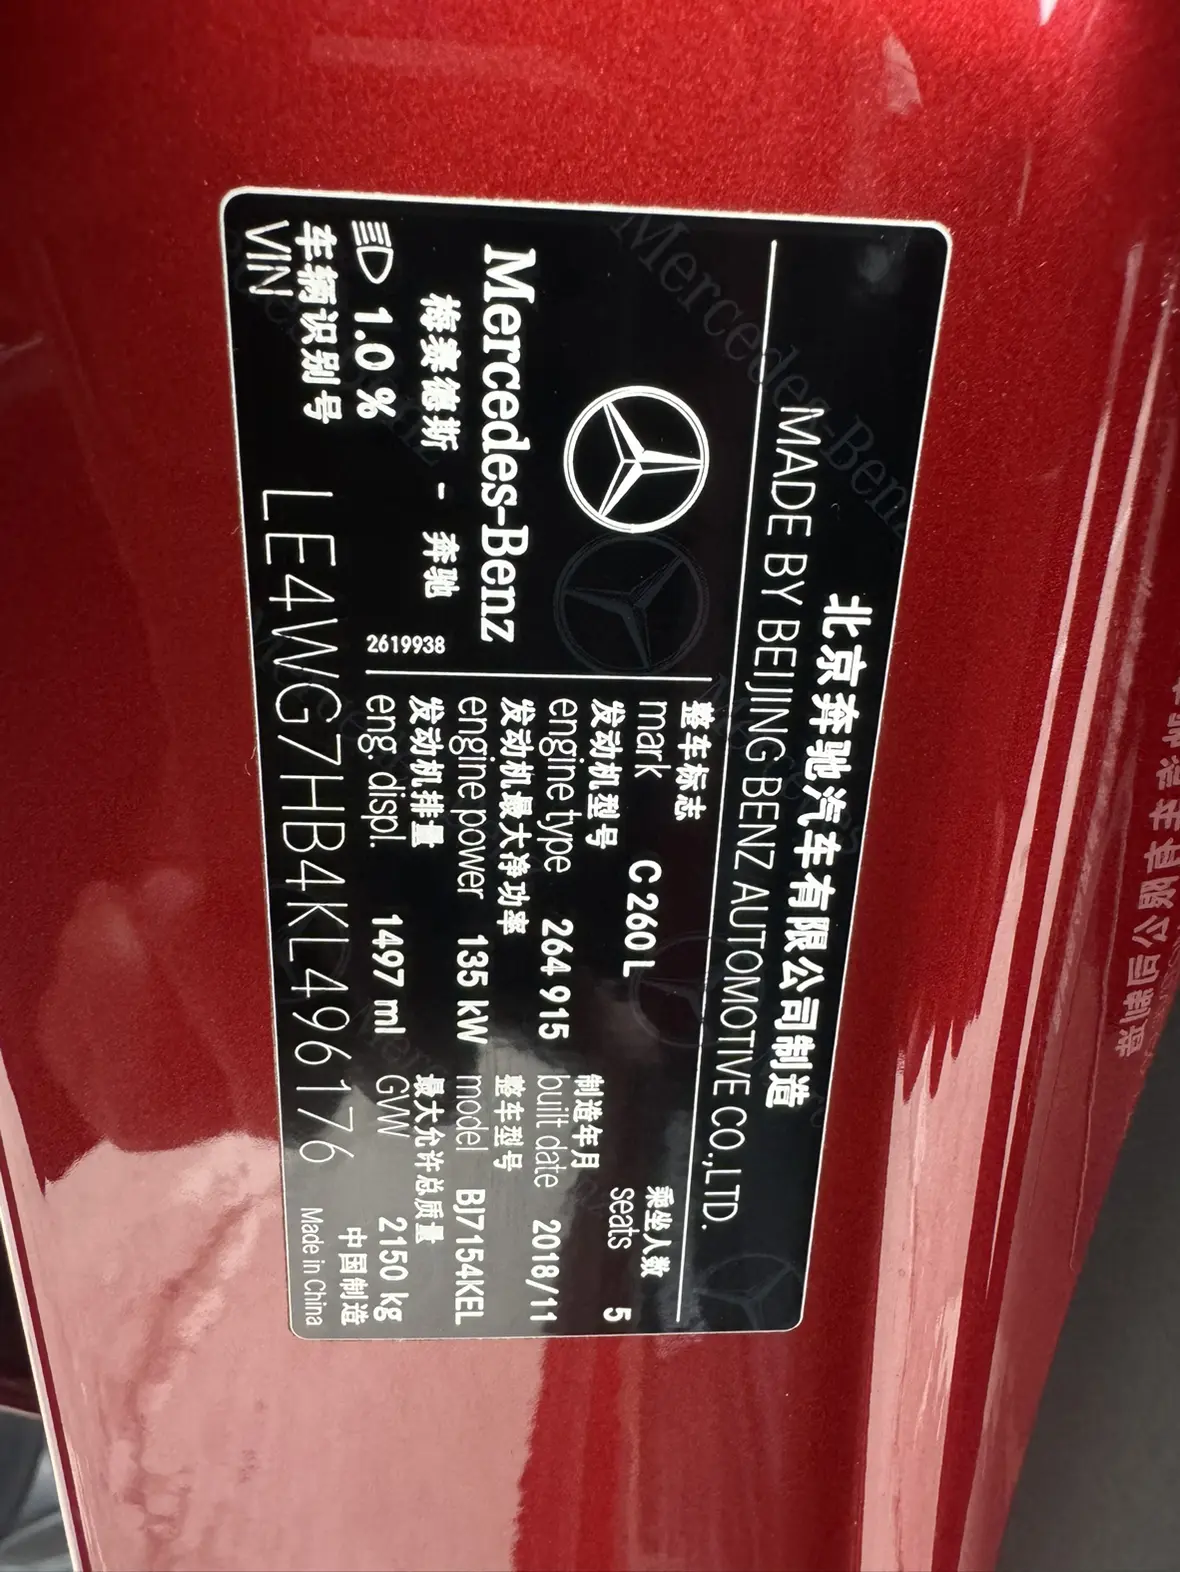 北京奔驰汽车有限公司制造
MADE BY BEIJING BENZ AUTOMOTIVE CO.,LTD.
Mercedes-Benz
梅赛德斯 - 奔驰
2619938
整车标志
mark C 260 L
乘坐人数
seats 5
发动机型号
engine type 264 915
制造年月
built date 2018/11
发动机最大净功率
engine power 135 kW
整车型号
model BJ7154KEL
发动机排量
eng. displ. 1497 ml
最大允许总质量
GVW 2150 kg
1.0 %
车辆识别号
VIN LE4WG7HB4KL496176
中国制造
Made in China